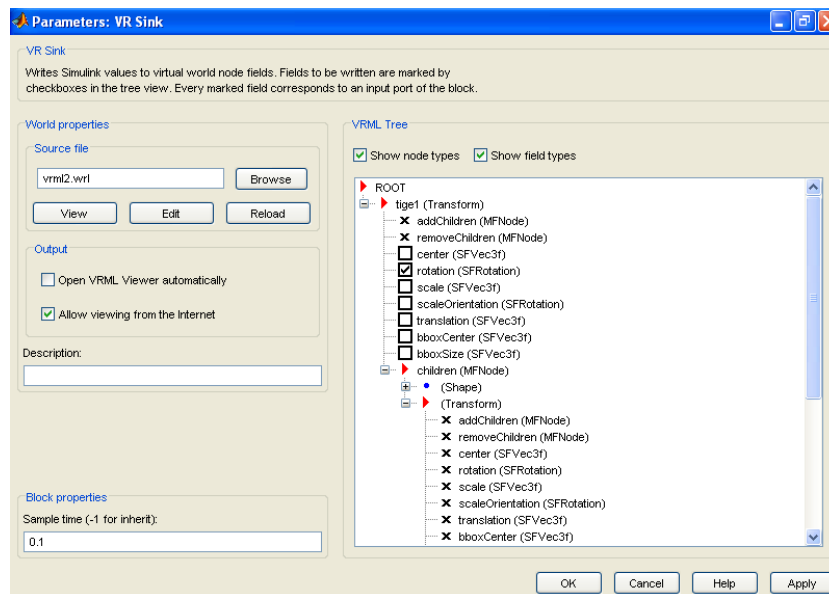 Parameters: VR Sink
VR Sink
Writes Simulink values to virtual world node fields. Fields to be written are marked by
checkboxes in the tree view. Every marked field corresponds to an input port of the block.
World properties
Source file
vrml2.wrl
Browse
View
Edit
Reload
Output
Open VRML Viewer automatically
Allow viewing from the Internet
Description:
Block properties
Sample time (-1 for inherit):
0.1
VRML Tree
Show node types
Show field types
ROOT
tige1 (Transform)
addChildren (MFNode)
removeChildren (MFNode)
center (SFVec3f)
rotation (SFRotation)
scale (SFVec3f)
scaleOrientation (SFRotation)
translation (SFVec3f)
bboxCenter (SFVec3f)
bboxSize (SFVec3f)
children (MFNode)
(Shape)
(Transform)
addChildren (MFNode)
removeChildren (MFNode)
center (SFVec3f)
rotation (SFRotation)
scale (SFVec3f)
scaleOrientation (SFRotation)
translation (SFVec3f)
bboxCenter (SFVec3f)
OK
Cancel
Help
Apply